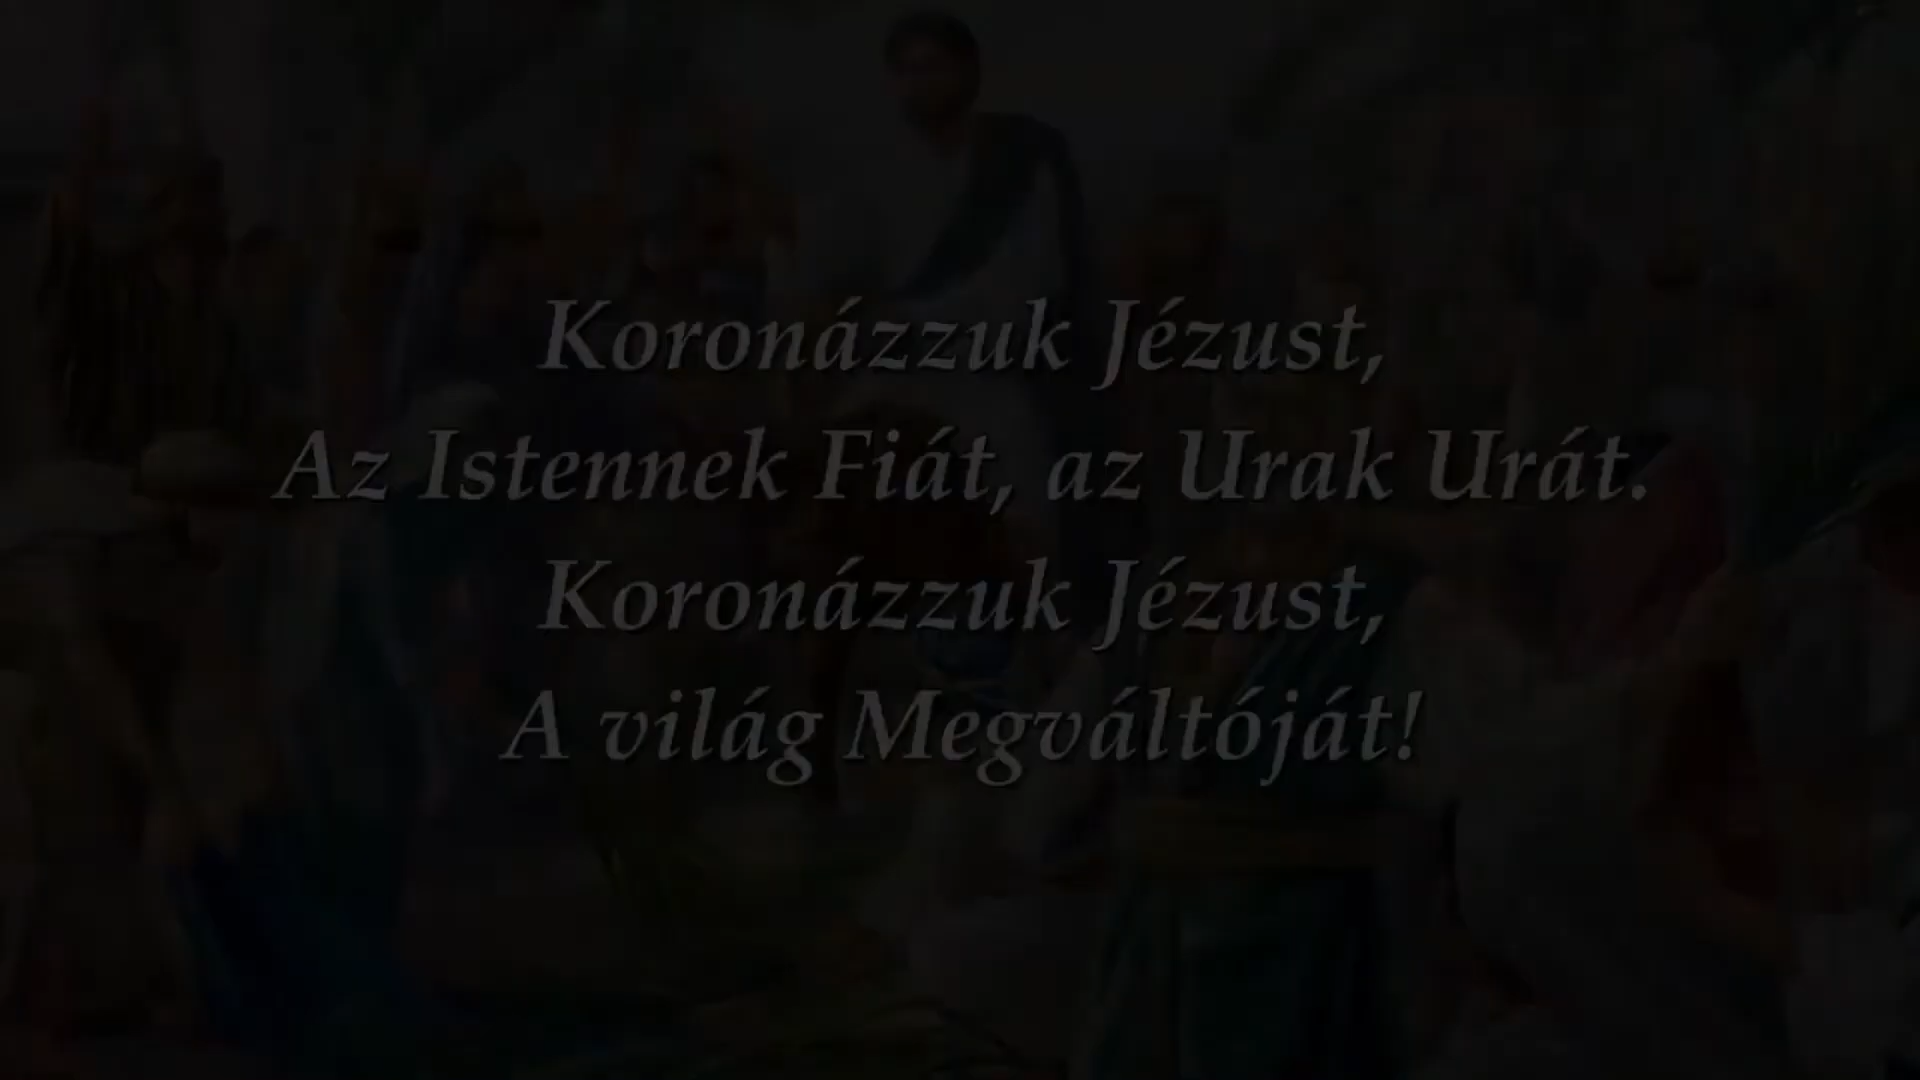 Koronázzuk Jézust,
Az Istennek Fiát, az Urak Urát.
Koronázzuk Jézust,
A világ Megváltóját!